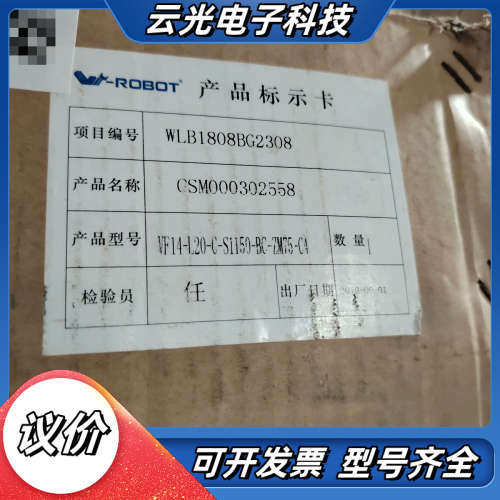 云光电子科技
W-ROBOT® 产品标示卡
项目编号 WLB1808BG2308
产品名称 CSM000302558
产品型号 VF14-L20-C-S1150-BC-ZM75-C4 数量 1
检验员 任 出厂日期
议价 可开发票 型号齐全